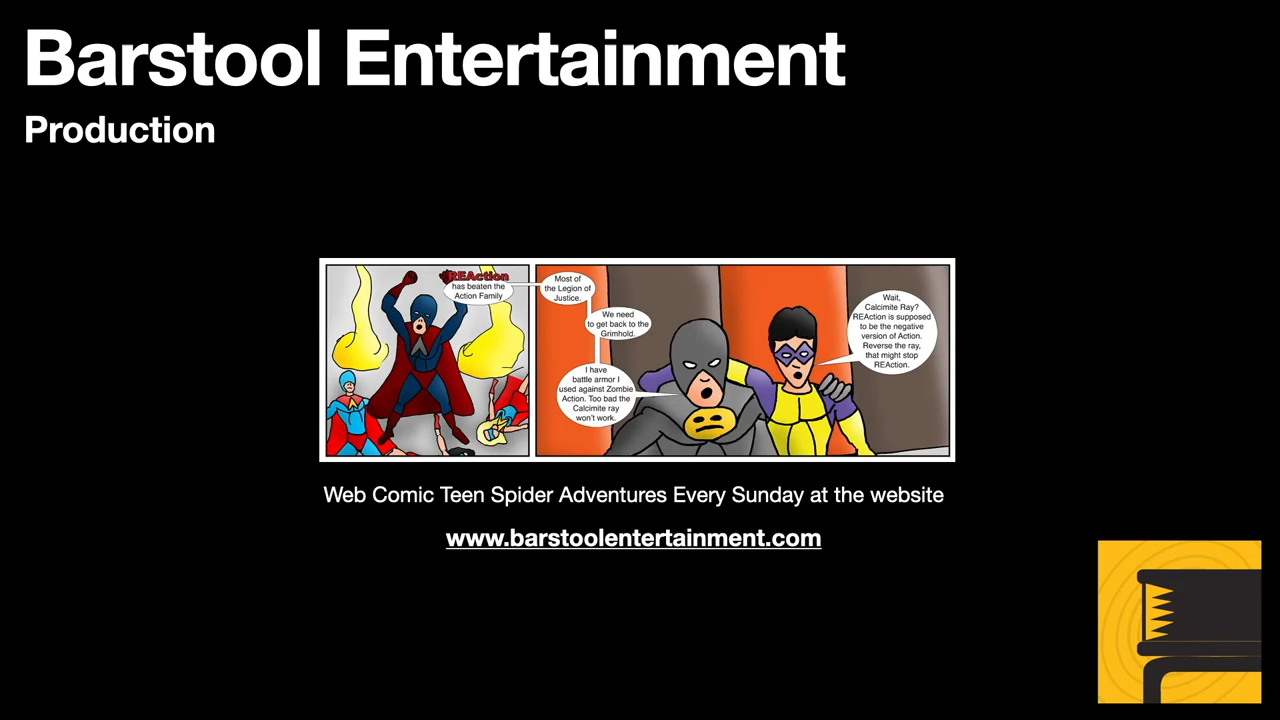 Barstool Entertainment
Production
REAction
has beaten the
Action Family
Most of
the Legion of
Justice.
We need
to get back to the
Grimhold.
I have
battle armor I
used against Zombie
Action. Too bad the
Calcimite ray
won't work.
Wait,
Calcimite Ray?
REAction is supposed
to be the negative
version of Action.
Reverse the ray,
that might stop
REAction.
Web Comic Teen Spider Adventures Every Sunday at the website
www.barstoolentertainment.com